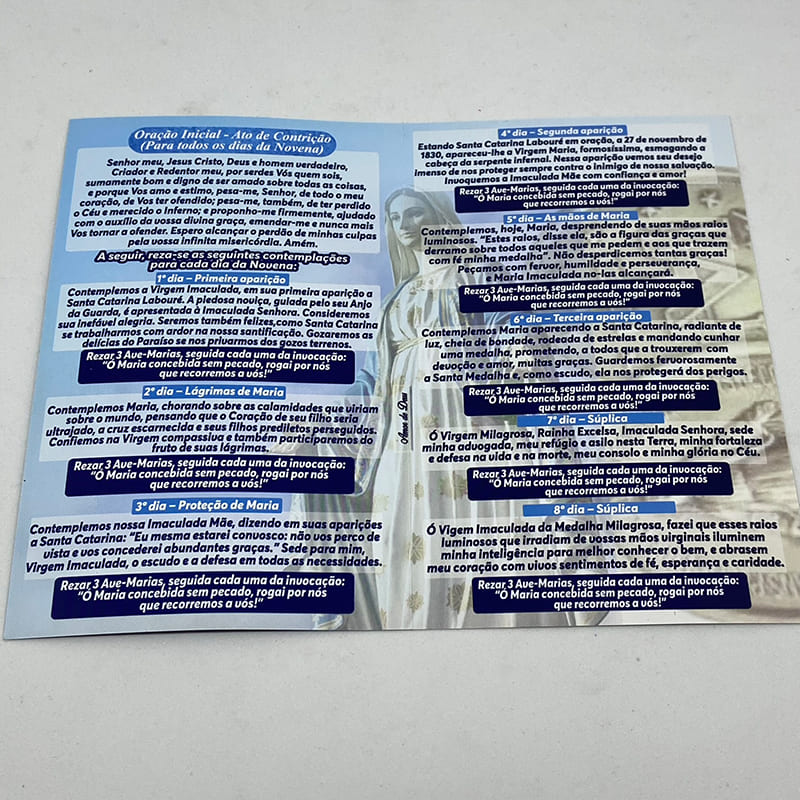 Oração Inicial - Ato de Contrição
(Para todos os dias da Novena)
Senhor meu, Jesus Cristo, Deus e homem verdadeiro,
Criador e Redentor meu, por serdes Vós quem sois,
sumamente bom e digno de ser amado sobre todas as coisas,
e porque Vos amo e estimo, pesa-me, Senhor, de todo o meu
coração, de Vos ter ofendido; pesa-me, também, de ter perdido
o Céu e merecido o Inferno; e proponho-me firmemente, ajudado
com o auxílio da vossa divina graça, emendar-me e nunca mais
Vos tornar a ofender. Espero alcançar o perdão de minhas culpas
pela vossa infinita misericórdia. Amém.
A seguir, reza-se as seguintes contemplações
para cada dia da Novena:
1º dia – Primeira aparição
Contemplemos a Virgem Imaculada, em sua primeira aparição a
Santa Catarina Labouré. A piedosa noviça, guiada pelo seu Anjo
da Guarda, é apresentada à Imaculada Senhora. Consideremos
sua inefável alegria. Seremos também felizes,como Santa Catarina
se trabalharmos com ardor na nossa santificação. Gozaremos as
delícias do Paraíso se nos privarmos dos gozos terrenos.
Rezar 3 Ave-Marias, seguida cada uma da invocação:
“Ó Maria concebida sem pecado, rogai por nós
que recorremos a vós!”
2º dia – Lágrimas de Maria
Contemplemos Maria, chorando sobre as calamidades que viriam
sobre o mundo, pensando que o Coração de seu filho seria
ultrajado, a cruz escarnecida e seus filhos prediletos perseguidos.
Confiemos na Virgem compassiva e também participaremos do
fruto de suas lágrimas.
Rezar 3 Ave-Marias, seguida cada uma da invocação:
“Ó Maria concebida sem pecado, rogai por nós
que recorremos a vós!”
3º dia – Proteção de Maria
Contemplemos nossa Imaculada Mãe, dizendo em suas aparições
a Santa Catarina: “Eu mesma estarei convosco: não vos perco de
vista e vos concederei abundantes graças.” Sede para mim,
Virgem Imaculada, o escudo e a defesa em todas as necesidades.
Rezar 3 Ave-Marias, seguida cada uma da invocação:
“Ó Maria concebida sem pecado, rogai por nós
que recorremos a vós!”
Atacao de Deus
4º dia – Segunda aparição
Estando Santa Catarina Labouré em oração, a 27 de novembro de
1830, apareceu-lhe a Virgem Maria, formosíssima, esmagando a
cabeça da serpente infernal. Nessa aparição vemos seu desejo
imenso de nos proteger sempre contra o inimigo de nossa salvação.
Invoquemos a Imaculada Mãe com confiança e amor!
Rezar 3 Ave-Marias, seguida cada uma da invocação:
“Ó Maria concebida sem pecado, rogai por nós
que recorremos a vós!”
5º dia – As mãos de Maria
Contemplemos, hoje, Maria, desprendendo de suas mãos raios
luminosos. “Estes raios, disse ela, são a figura das graças que
derramo sobre todos aqueles que me pedem e aos que trazem
com fé minha medalha”. Não desperdicemos tantas graças!
Peçamos com fervor, humildade e perseverança,
e Maria Imaculada no-las alcançará.
Rezar 3 Ave-Marias, seguida cada uma da invocação:
“Ó Maria concebida sem pecado, rogai por nós
que recorremos a vós!”
6º dia – Terceira aparição
Contemplemos Maria aparecendo a Santa Catarina, radiante de
luz, cheia de bondade, rodeada de estrelas e mandando cunhar
uma medalha, prometendo, a todos que a trouxerem com
devoção e amor, muitas graças. Guardemos fervorosamente
a Santa Medalha e, como escudo, ela nos protegerá dos perigos.
Rezar 3 Ave-Marias, seguida cada uma da invocação:
“Ó Maria concebida sem pecado, rogai por nós
que recorremos a vós!”
7º dia – Súplica
Ó Virgem Milagrosa, Rainha Excelsa, Imaculada Senhora, sede
minha advogada, meu refúgio e asilo nesta Terra, minha fortaleza
e defesa na vida e na morte, meu consolo e minha glória no Céu.
Rezar 3 Ave-Marias, seguida cada uma da invocação:
“Ó Maria concebida sem pecado, rogai por nós
que recorremos a vós!”
8º dia – Súplica
Ó Vigem Imaculada da Medalha Milagrosa, fazei que esses raios
luminosos que irradiam de vossas mãos virginais iluminem
minha inteligência para melhor conhecer o bem, e abrasem
meu coração com vivos sentimentos de fé, esperança e caridade.
Rezar 3 Ave-Marias, seguida cada uma da invocação:
“Ó Maria concebida sem pecado, rogai por nós
que recorremos a vós!”